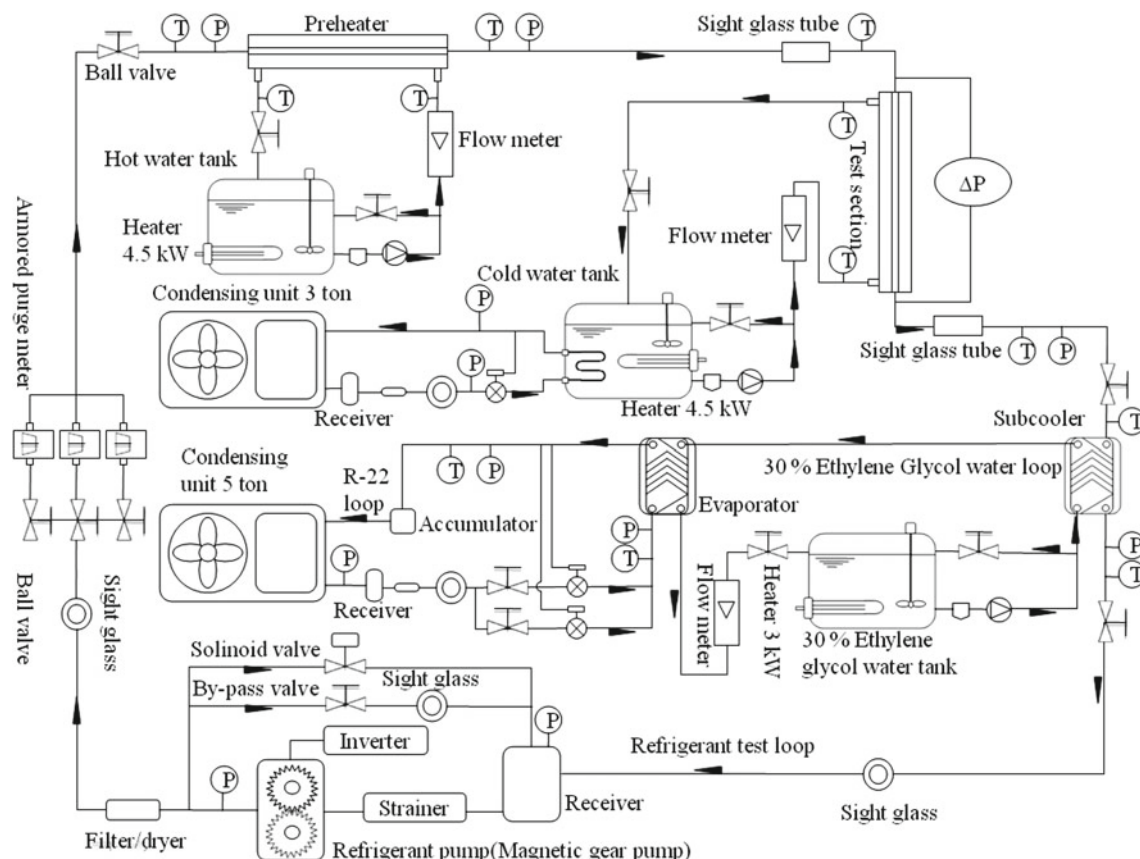 T
P
Preheater
T
P
Sight glass tube
T
Ball valve
T
T
Flow meter
T
Test section
ΔP
Hot water tank
Heater
4.5 kW
Flow meter
T
Armored purge meter
Cold water tank
Condensing unit 3 ton
P
P
Receiver
Heater 4.5 kW
Sight glass tube
T
P
Subcooler
T
Condensing
unit 5 ton
R-22
loop
T
P
30 % Ethylene Glycol water loop
Accumulator
Evaporator
P
T
P
T
P
Receiver
Flow meter
Heater 3 kW
30 % Ethylene
glycol water tank
Ball valve
Sight glass
Solinoid valve
Sight glass
By-pass valve
P
Inverter
Refrigerant test loop
P
Strainer
Receiver
Sight glass
Filter/dryer
Refrigerant pump(Magnetic gear pump)